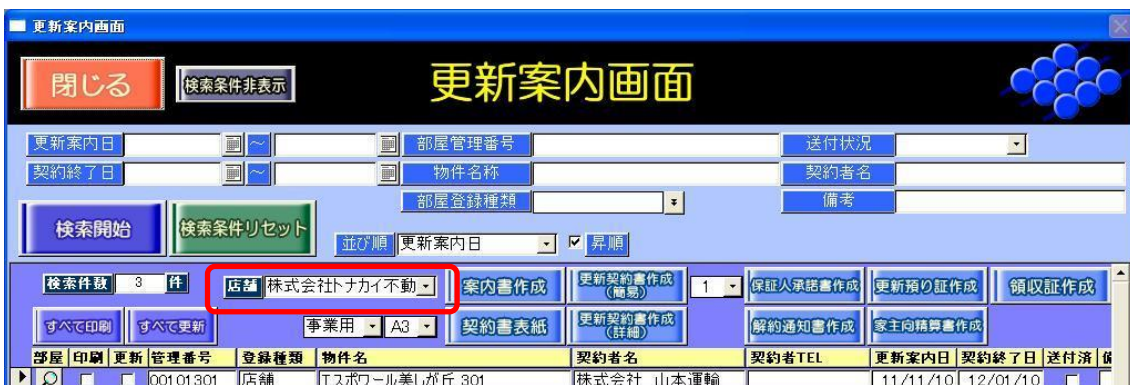 更新案内画面
閉じる 検索条件非表示 更新案内画面
更新案内日 ～ 部屋管理番号 送付状況
契約終了日 ～ 物件名称 契約者名
部屋登録種類 備考
検索開始 検索条件リセット 並び順 更新案内日 昇順
検索件数 3 件 店舗 株式会社トナカイ不動 案内書作成 更新契約書作成(簡易) 1 保証人承諾書作成 更新預り証作成 領収証作成
すべて印刷 すべて更新 事業用 A3 契約書表紙 更新契約書作成(詳細) 解約通知書作成 家主向精算書作成
部屋 印刷 更新 管理番号 登録種類 物件名 契約者名 契約者TEL 更新案内日 契約終了日 送付済
00101301 店舗 エスポワール美しが丘 301 株式会社 山本運輸 11/11/10 12/01/10